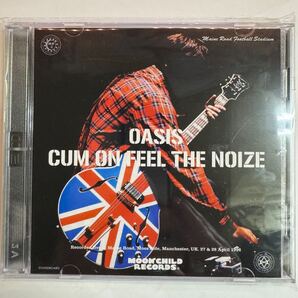 Maine Road Football Stadium
OASIS
CUM ON FEEL THE NOIZE
Recorded Live at Maine Road, Moss Side, Manchester, UK. 27 & 28 April 1996
MOONCHILD
RECORDS